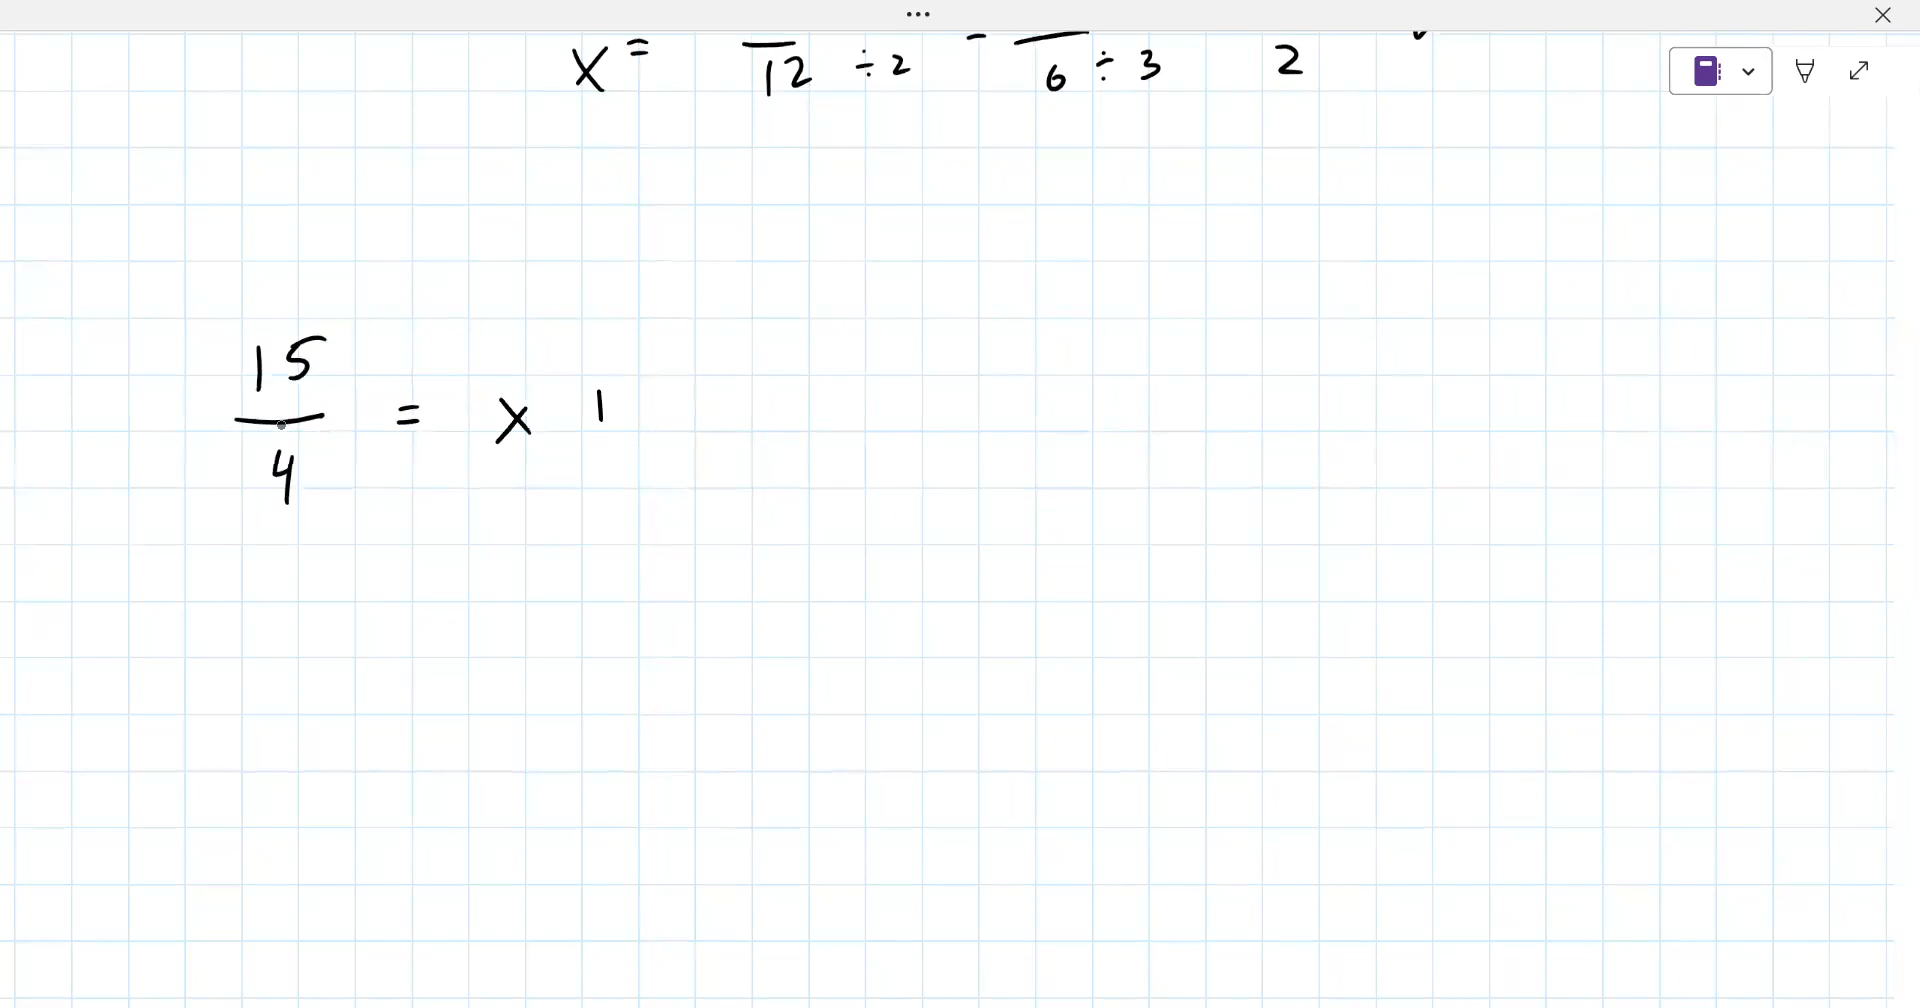 x = 12 ÷ 2 = 6 ÷ 3 2
15
= x 1
4